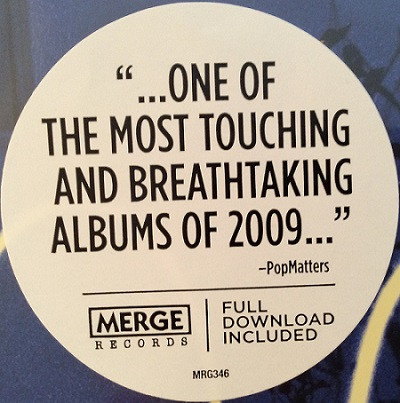 “...ONE OF
THE MOST TOUCHING
AND BREATHTAKING
ALBUMS OF 2009...”
–PopMatters
MERGE
RECORDS
FULL
DOWNLOAD
INCLUDED
MRG346